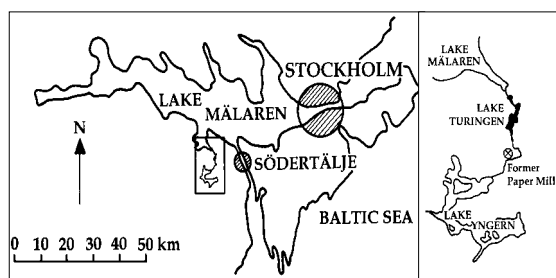 STOCKHOLM
LAKE
MÄLAREN
N
SÖDERTÄLJE
BALTIC SEA
0 10 20 30 40 50 km
LAKE
MÄLAREN
LAKE
TURINGEN
Former
Paper Mill
LAKE
YNGERN